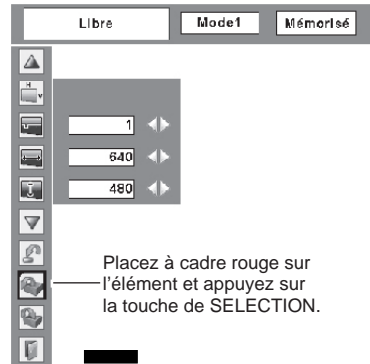 Libre Mode1 Mémorisé
H
V
1
640
480
Placez à cadre rouge sur
l'élément et appuyez sur
la touche de SELECTION.